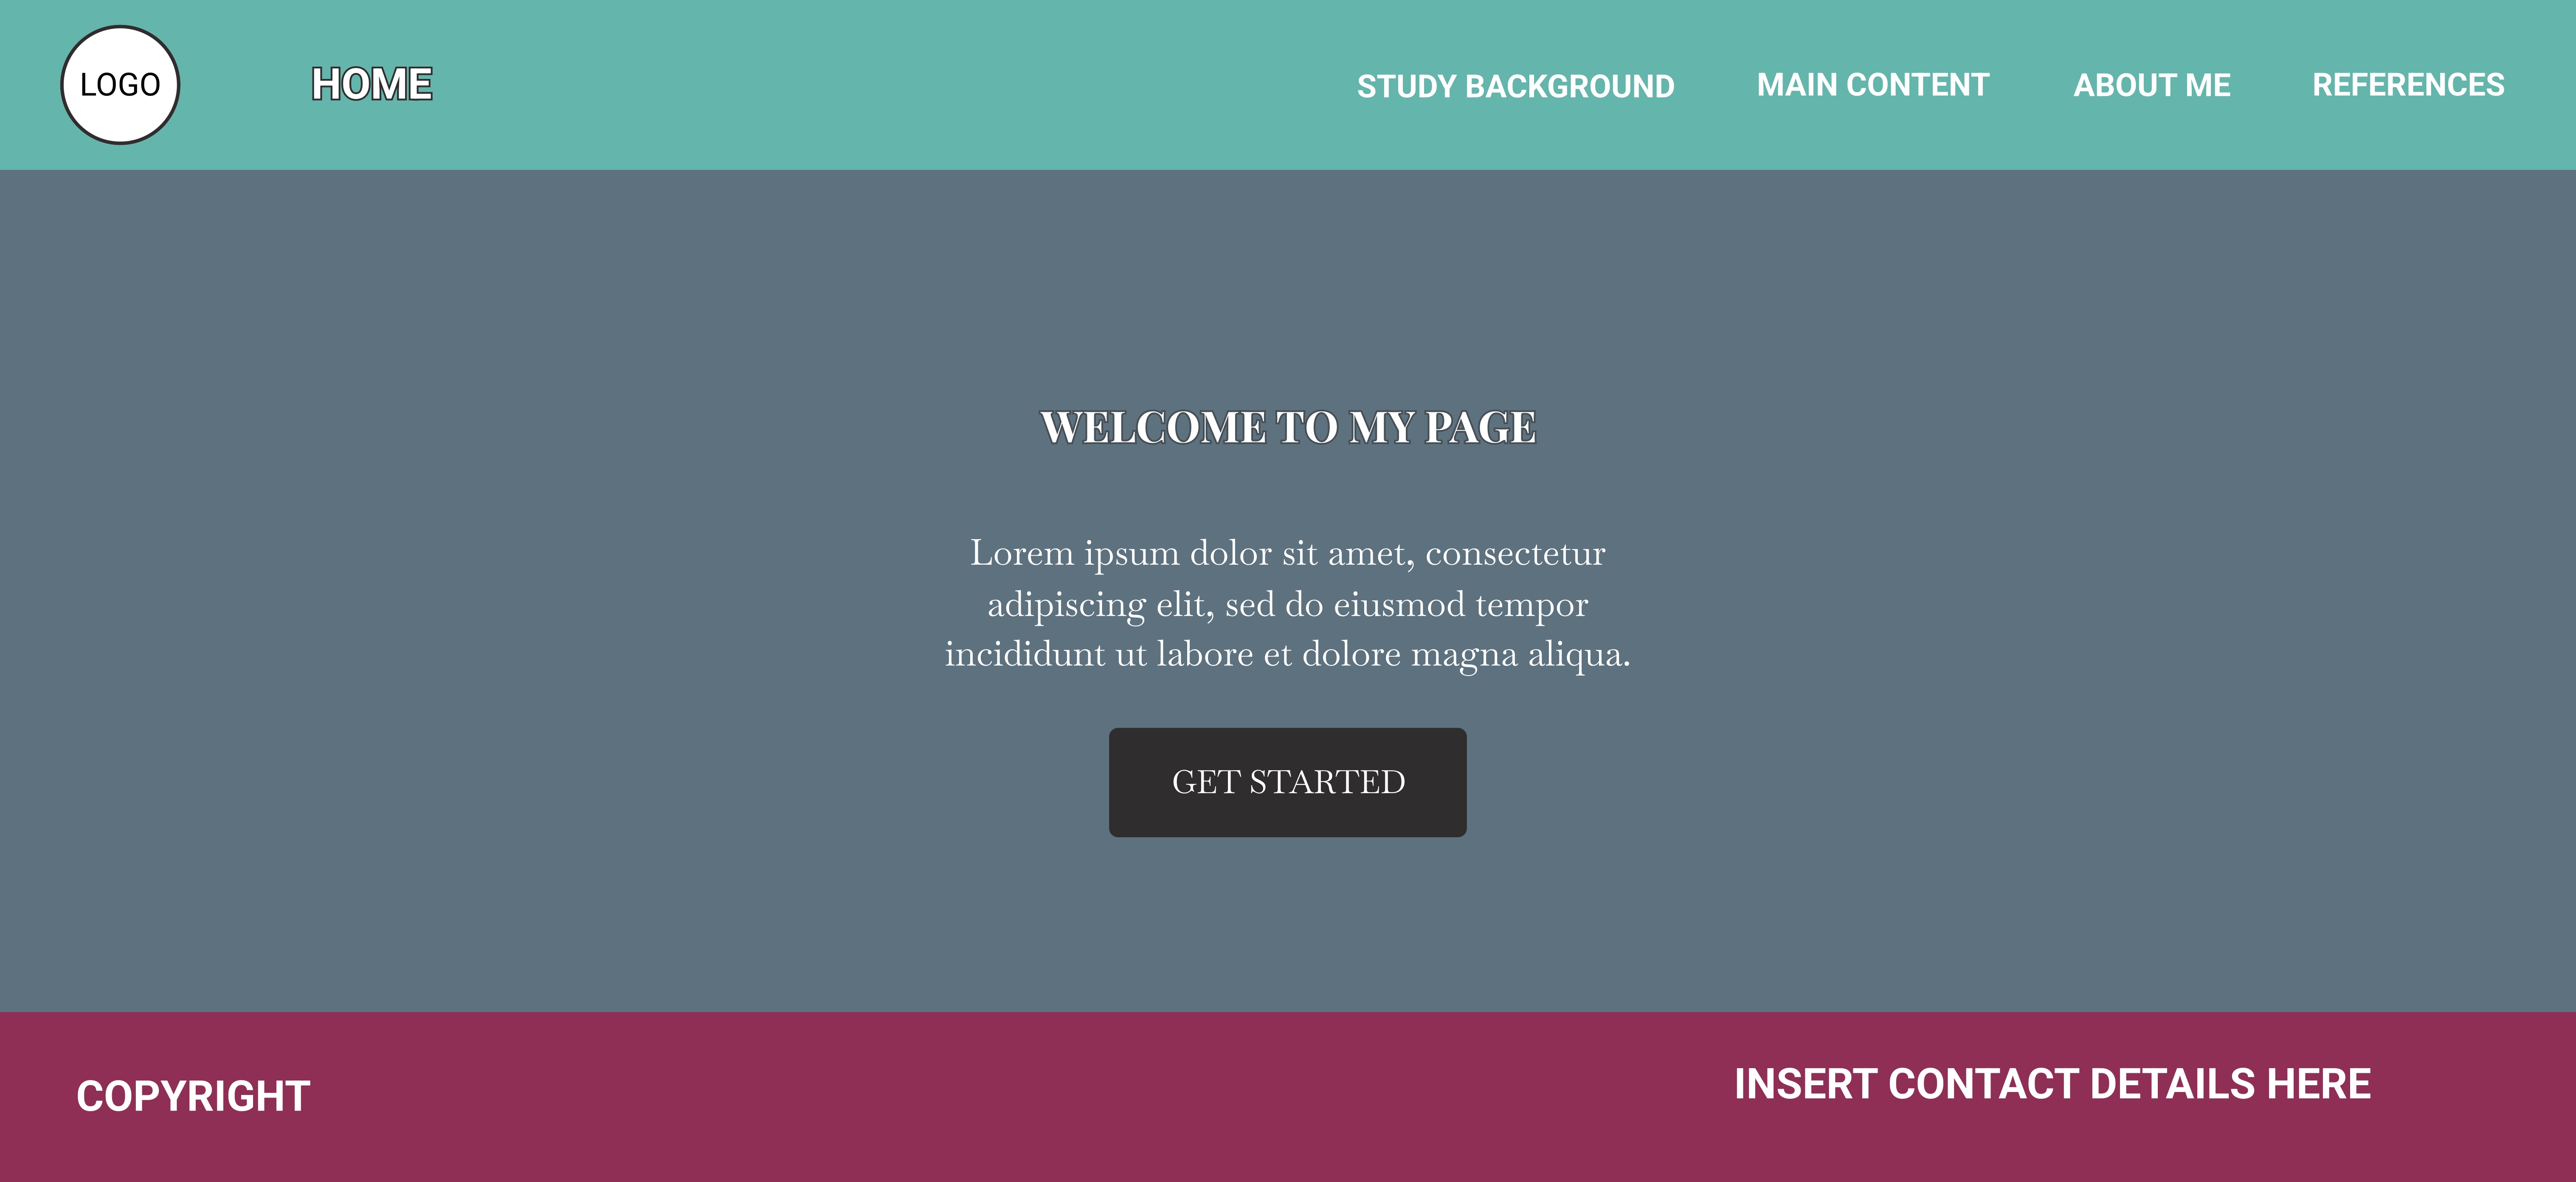 LOGO
HOME
STUDY BACKGROUND
MAIN CONTENT
ABOUT ME
REFERENCES
WELCOME TO MY PAGE
Lorem ipsum dolor sit amet, consectetur
adipiscing elit, sed do eiusmod tempor
incididunt ut labore et dolore magna aliqua.
GET STARTED
COPYRIGHT
INSERT CONTACT DETAILS HERE